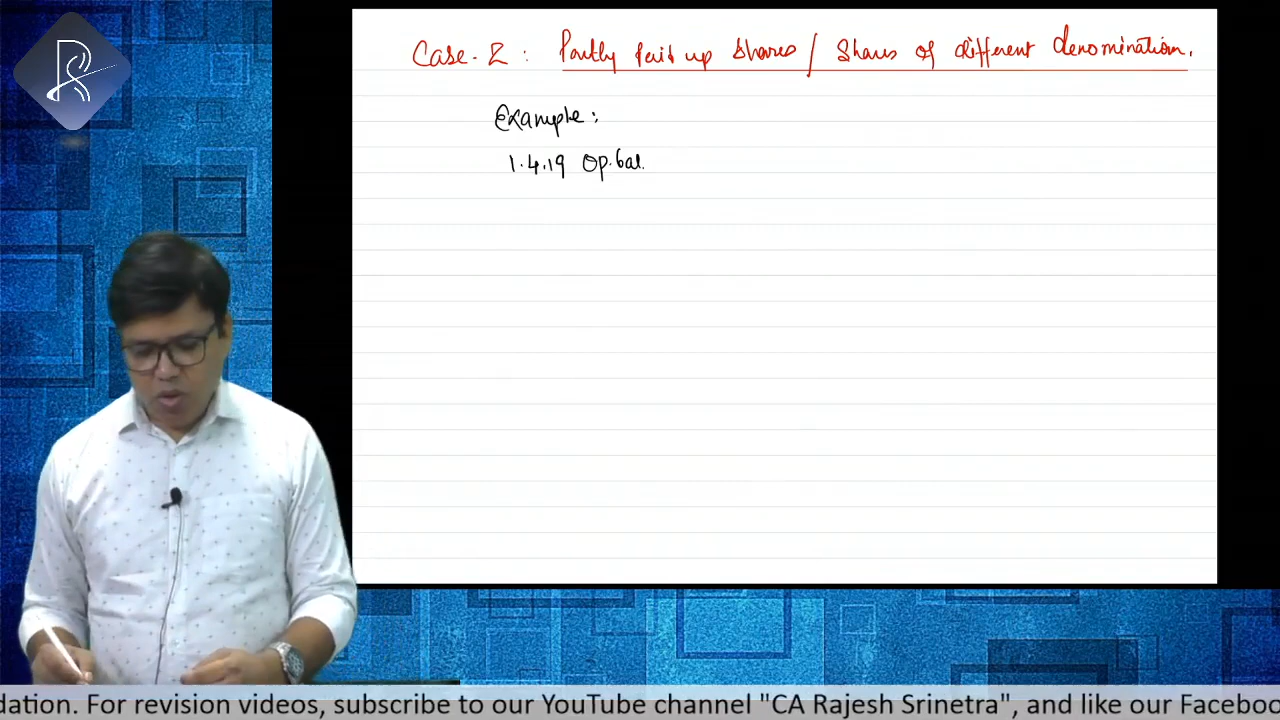 Case-2 : Partly paid up shares / Shares of different denomination.
Example :
1.4.19 Op.bal.
dation. For revision videos, subscribe to our YouTube channel "CA Rajesh Srinetra", and like our Faceboo